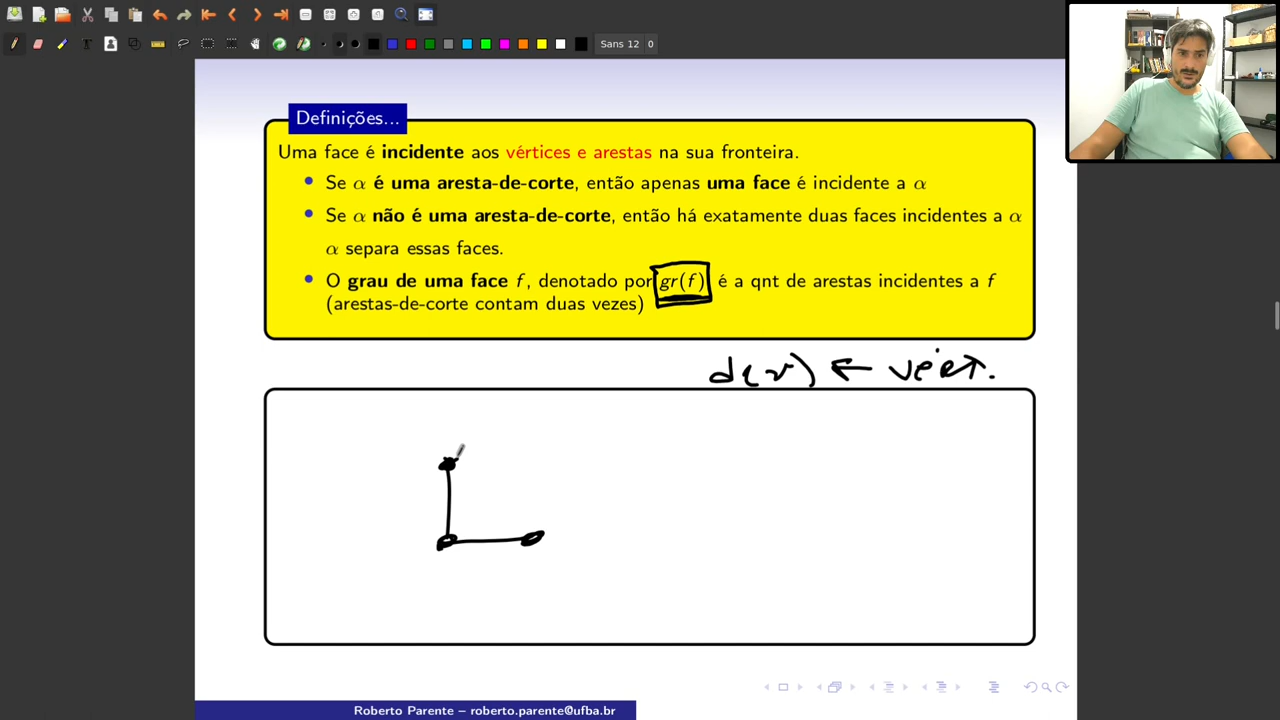 Sans 12 0
Definições...
Uma face é incidente aos vértices e arestas na sua fronteira.
• Se α é uma aresta-de-corte, então apenas uma face é incidente a α
• Se α não é uma aresta-de-corte, então há exatamente duas faces incidentes a α
α separa essas faces.
• O grau de uma face f, denotado por gr(f) é a qnt de arestas incidentes a f
(arestas-de-corte contam duas vezes)
d(v) ← vért.
Roberto Parente – roberto.parente@ufba.br